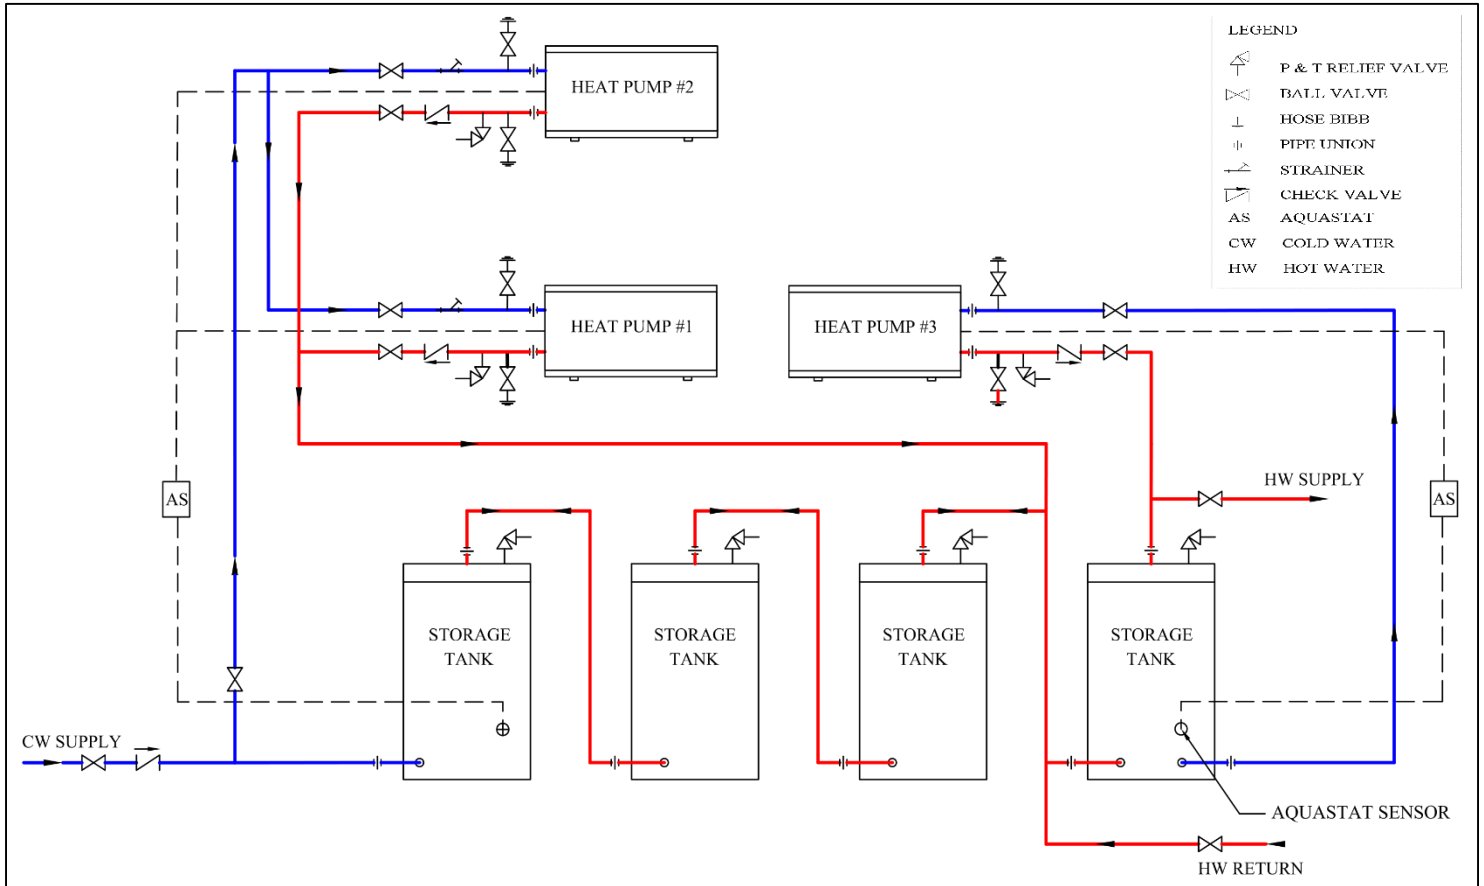 LEGEND
P & T RELIEF VALVE
BALL VALVE
HOSE BIBB
PIPE UNION
STRAINER
CHECK VALVE
AS AQUASTAT
CW COLD WATER
HW HOT WATER
HEAT PUMP #2
HEAT PUMP #1
HEAT PUMP #3
AS
HW SUPPLY
AS
STORAGE
TANK
STORAGE
TANK
STORAGE
TANK
STORAGE
TANK
CW SUPPLY
AQUASTAT SENSOR
HW RETURN